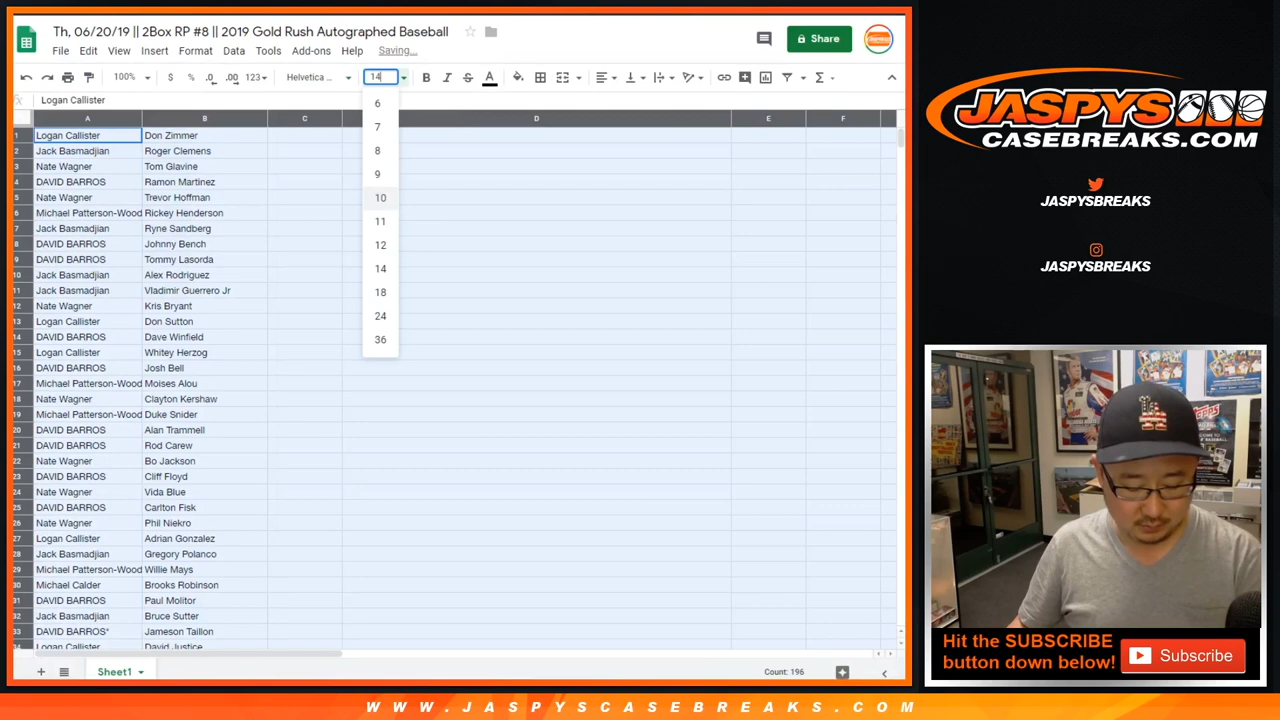 Th, 06/20/19 || 2Box RP #8 || 2019 Gold Rush Autographed Baseball
File Edit View Insert Format Data Tools Add-ons Help Saving...
Share
100% $ % .0 .00 123 Helvetica ... 14 B I S A
fx Logan Callister
A B C D E F
1 Logan Callister Don Zimmer
2 Jack Basmadjian Roger Clemens
3 Nate Wagner Tom Glavine
4 DAVID BARROS Ramon Martinez
5 Nate Wagner Trevor Hoffman
6 Michael Patterson-Wood Rickey Henderson
7 Jack Basmadjian Ryne Sandberg
8 DAVID BARROS Johnny Bench
9 DAVID BARROS Tommy Lasorda
10 Jack Basmadjian Alex Rodriguez
11 Jack Basmadjian Vladimir Guerrero Jr
12 Nate Wagner Kris Bryant
13 Logan Callister Don Sutton
14 DAVID BARROS Dave Winfield
15 Logan Callister Whitey Herzog
16 DAVID BARROS Josh Bell
17 Michael Patterson-Wood Moises Alou
18 Nate Wagner Clayton Kershaw
19 Michael Patterson-Wood Duke Snider
20 DAVID BARROS Alan Trammell
21 DAVID BARROS Rod Carew
22 Nate Wagner Bo Jackson
23 DAVID BARROS Cliff Floyd
24 Nate Wagner Vida Blue
25 DAVID BARROS Carlton Fisk
26 Nate Wagner Phil Niekro
27 Logan Callister Adrian Gonzalez
28 Jack Basmadjian Gregory Polanco
29 Michael Patterson-Wood Willie Mays
30 Michael Calder Brooks Robinson
31 DAVID BARROS Paul Molitor
32 Jack Basmadjian Bruce Sutter
33 DAVID BARROS* Jameson Taillon
34 Logan Callister David Justice
6
7
8
9
10
11
12
14
18
24
36
Sheet1
Count: 196
JASPYS
CASEBREAKS.COM
JASPYSBREAKS
JASPYSBREAKS
Hit the SUBSCRIBE
button down below!
Subscribe
WWW.JASPYSCASEBREAKS.COM